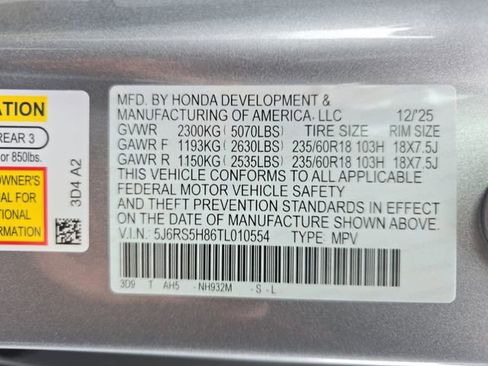 ATION
REAR 3
or 850lbs.
OWNER'S
AL FOR
TIONAL
ORMATION
3D4 A2
MFD. BY HONDA DEVELOPMENT &
MANUFACTURING OF AMERICA, LLC 12/'25
GVWR 2300KG ( 5070LBS) TIRE SIZE RIM SIZE
GAWR F 1193KG ( 2630LBS) 235/60R18 103H 18X7.5J
GAWR R 1150KG ( 2535LBS) 235/60R18 103H 18X7.5J
THIS VEHICLE CONFORMS TO ALL APPLICABLE
FEDERAL MOTOR VEHICLE SAFETY
AND THEFT PREVENTION STANDARDS IN EFFECT
ON THE DATE OF MANUFACTURE SHOWN ABOVE.
V.I.N.: 5J6RS5H86TL010554 TYPE: MPV
3D9 T AH5 - NH932M - S - L